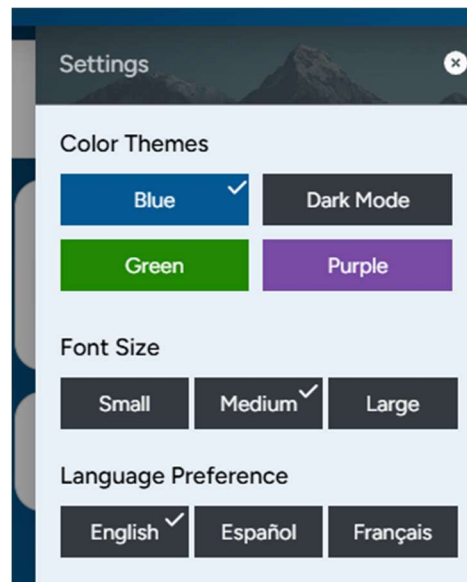 Settings
Color Themes
Blue Dark Mode
Green Purple
Font Size
Small Medium Large
Language Preference
English Español Français